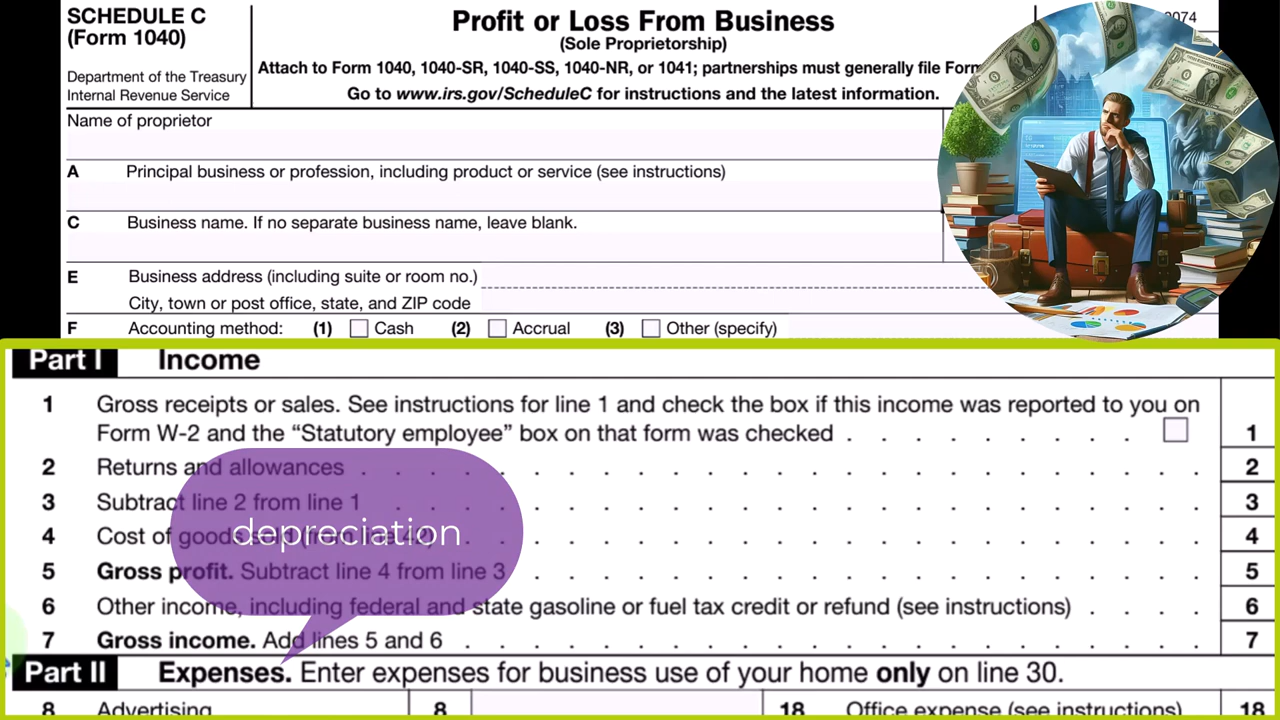 SCHEDULE C
(Form 1040)
Department of the Treasury
Internal Revenue Service
Profit or Loss From Business
(Sole Proprietorship)
Attach to Form 1040, 1040-SR, 1040-SS, 1040-NR, or 1041; partnerships must generally file
Go to www.irs.gov/ScheduleC for instructions and the latest information.
Name of proprietor
A Principal business or profession, including product or service (see instructions)
C Business name. If no separate business name, leave blank.
E Business address (including suite or room no.)
City, town or post office, state, and ZIP code
F Accounting method: (1) Cash (2) Accrual (3) Other (specify)
Part I Income
1 Gross receipts or sales. See instructions for line 1 and check the box if this income was reported to you on
Form W-2 and the “Statutory employee” box on that form was checked . . . . . . . . . 1
2 Returns and allowances 2
3 Subtract line 2 from line 1 3
4 Cost of goods 4
depreciation
5 Gross profit. Subtract line 4 from line 3 5
6 Other income, including federal and state gasoline or fuel tax credit or refund (see instructions) . . . . 6
7 Gross income. Add lines 5 and 6 7
Part II Expenses. Enter expenses for business use of your home only on line 30.
8 Advertising 8 18 Office expense (see instructions) 18